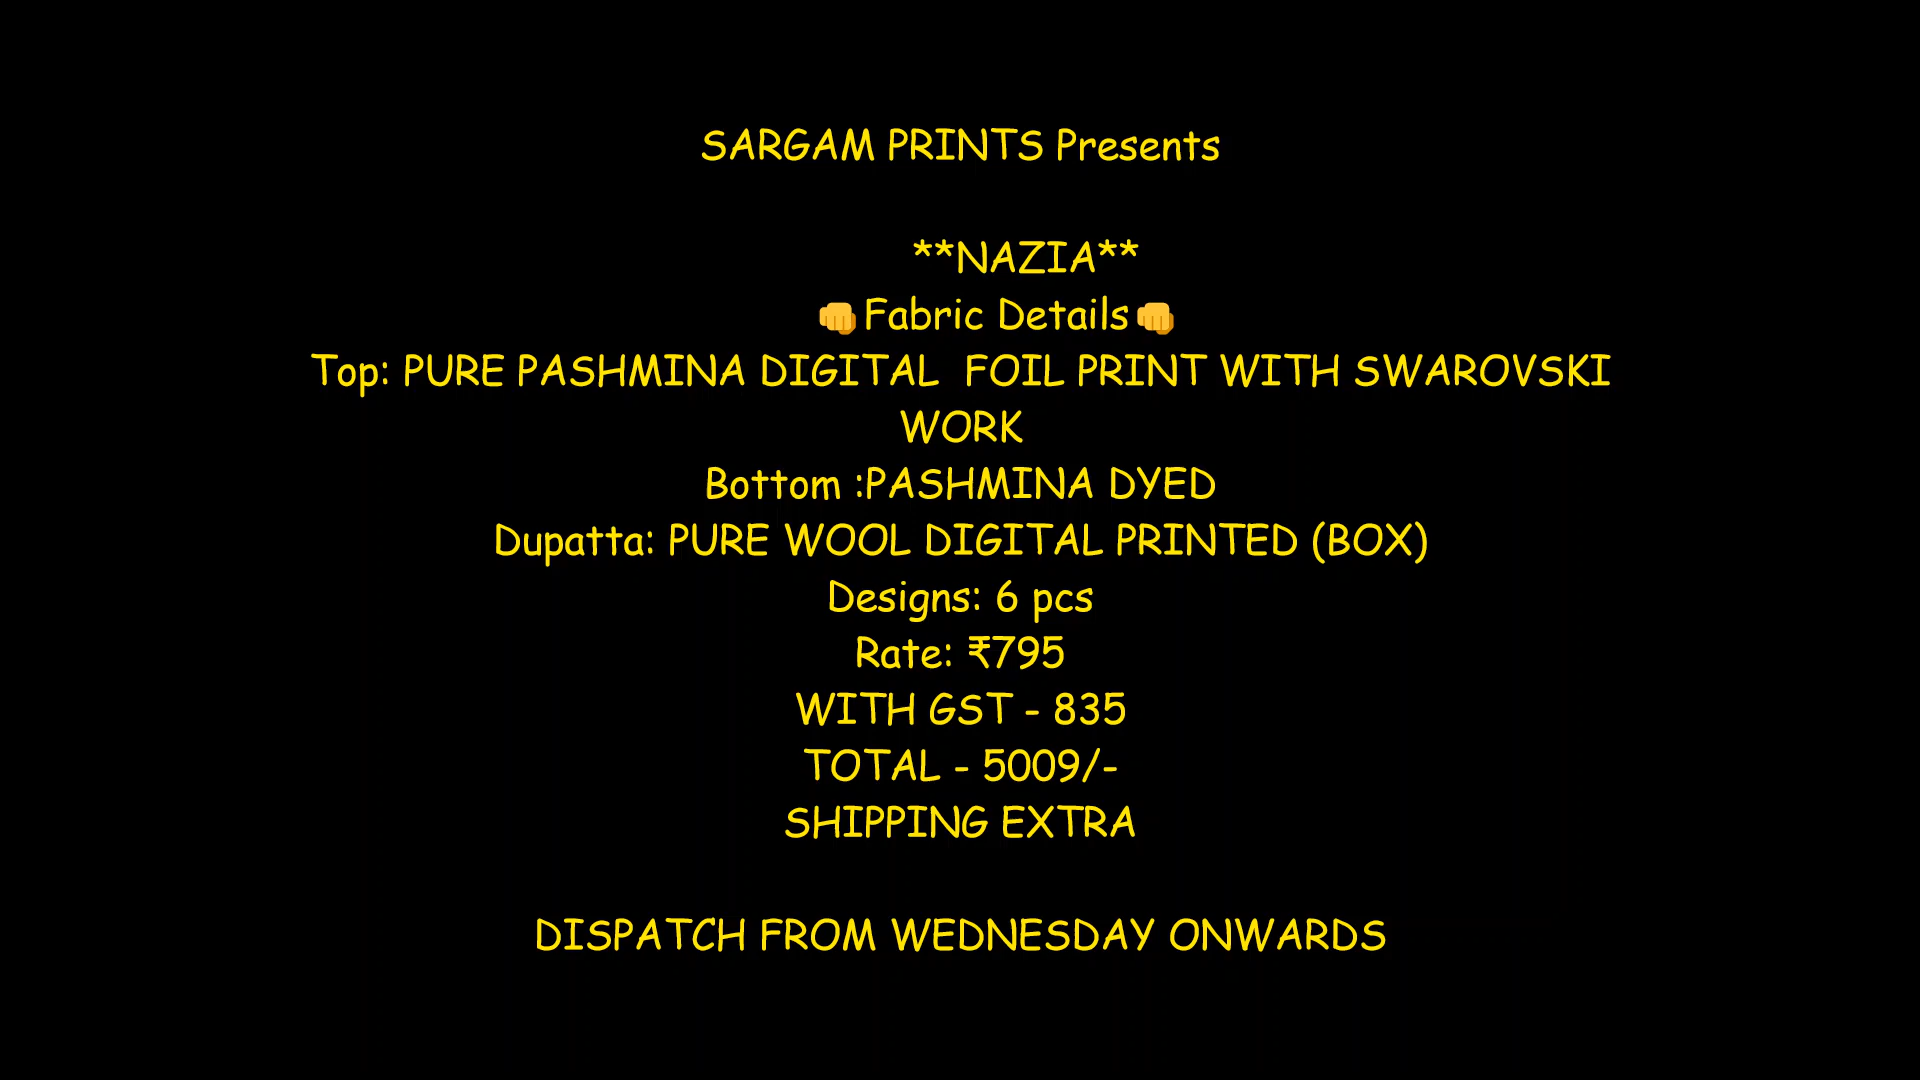 SARGAM PRINTS Presents
**NAZIA**
👊Fabric Details👊
Top: PURE PASHMINA DIGITAL  FOIL PRINT WITH SWAROVSKI
WORK
Bottom :PASHMINA DYED
Dupatta: PURE WOOL DIGITAL PRINTED (BOX)
Designs: 6 pcs
Rate: ₹795
WITH GST - 835
TOTAL - 5009/-
SHIPPING EXTRA
DISPATCH FROM WEDNESDAY ONWARDS